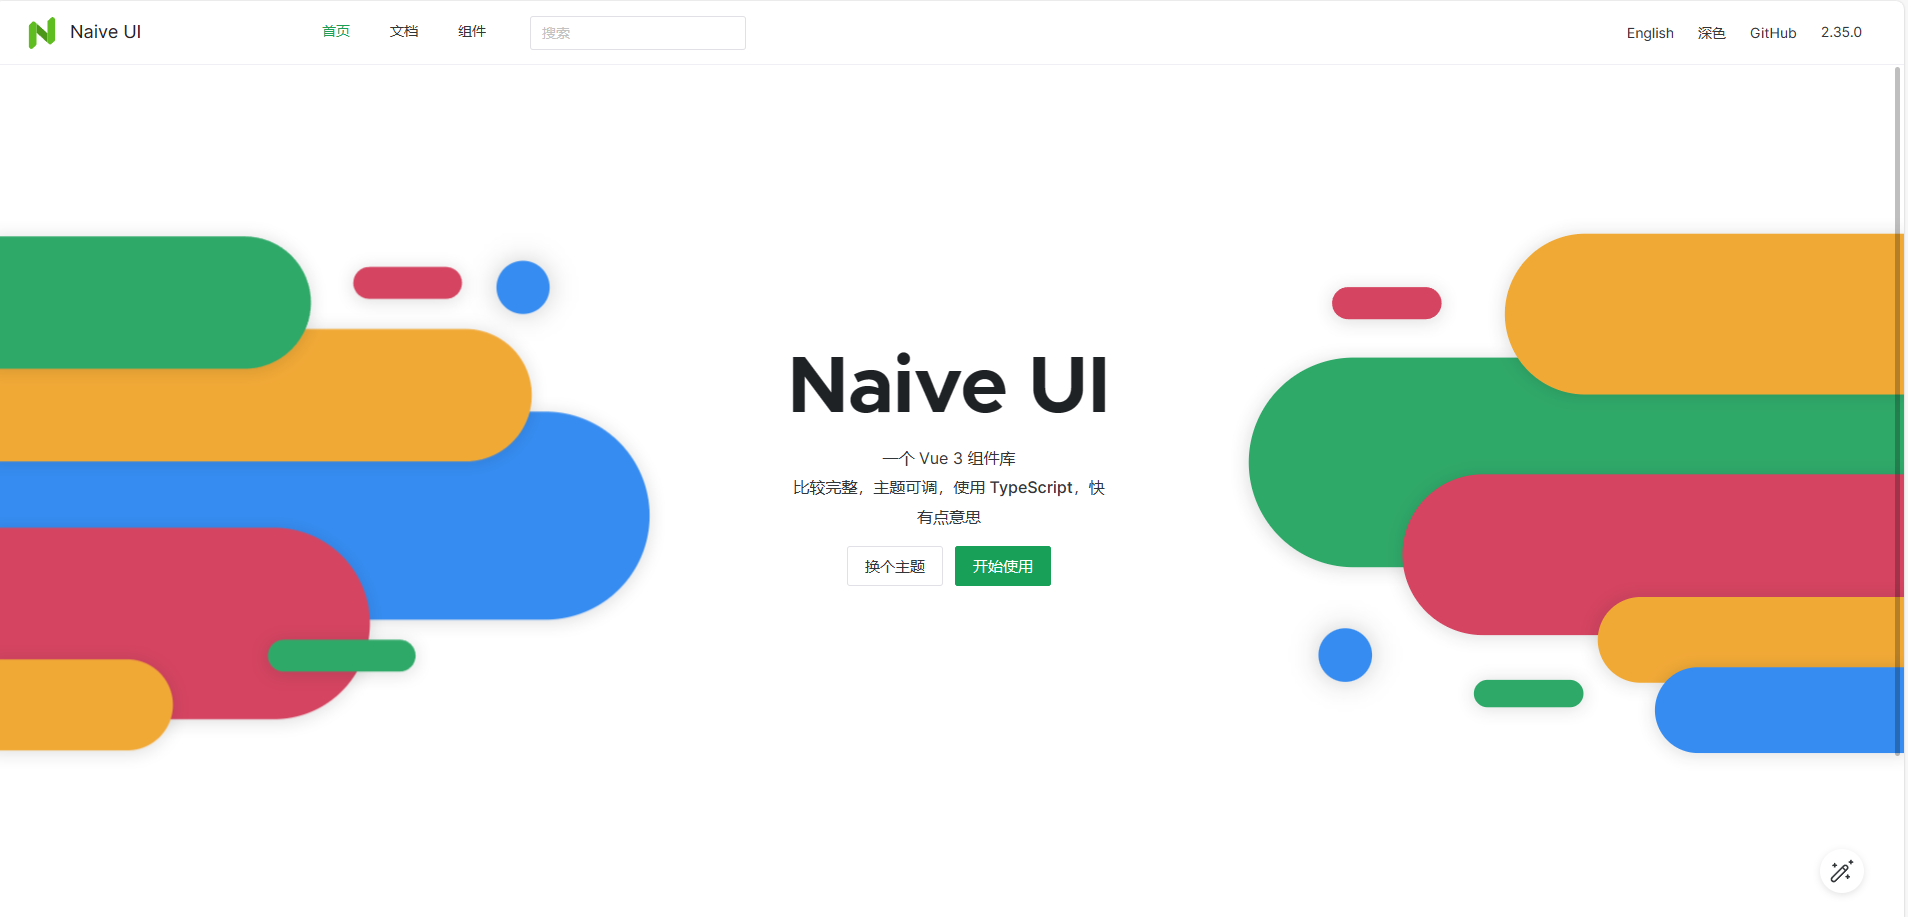 Naive UI
首页 文档 组件 搜索
English 深色 GitHub 2.35.0
Naive UI
一个 Vue 3 组件库
比较完整，主题可调，使用 TypeScript，快
有点意思
换个主题 开始使用